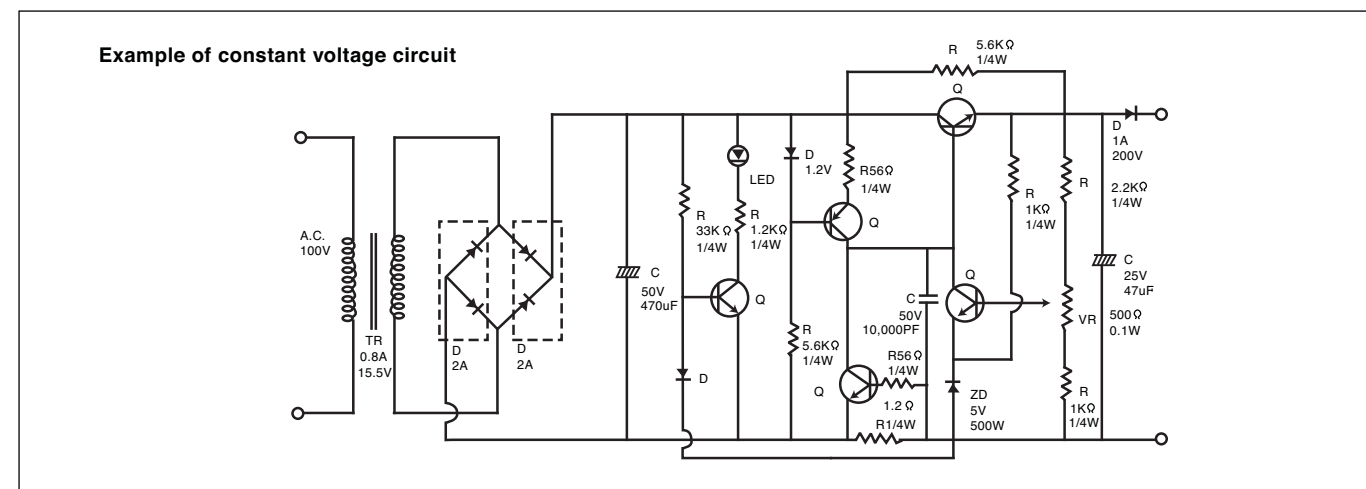 Example of constant voltage circuit
R
5.6KΩ
1/4W
Q
D
1A
200V
A.C.
100V
TR
0.8A
15.5V
D
2A
D
2A
C
50V
470uF
R
33KΩ
1/4W
LED
R
1.2KΩ
1/4W
Q
D
D
1.2V
R56Ω
1/4W
Q
R
5.6KΩ
1/4W
C
50V
10,000PF
Q
R56Ω
1/4W
Q
1.2Ω
R1/4W
ZD
5V
500W
R
1KΩ
1/4W
R
2.2KΩ
1/4W
VR
500Ω
0.1W
C
25V
47uF
R
1KΩ
1/4W